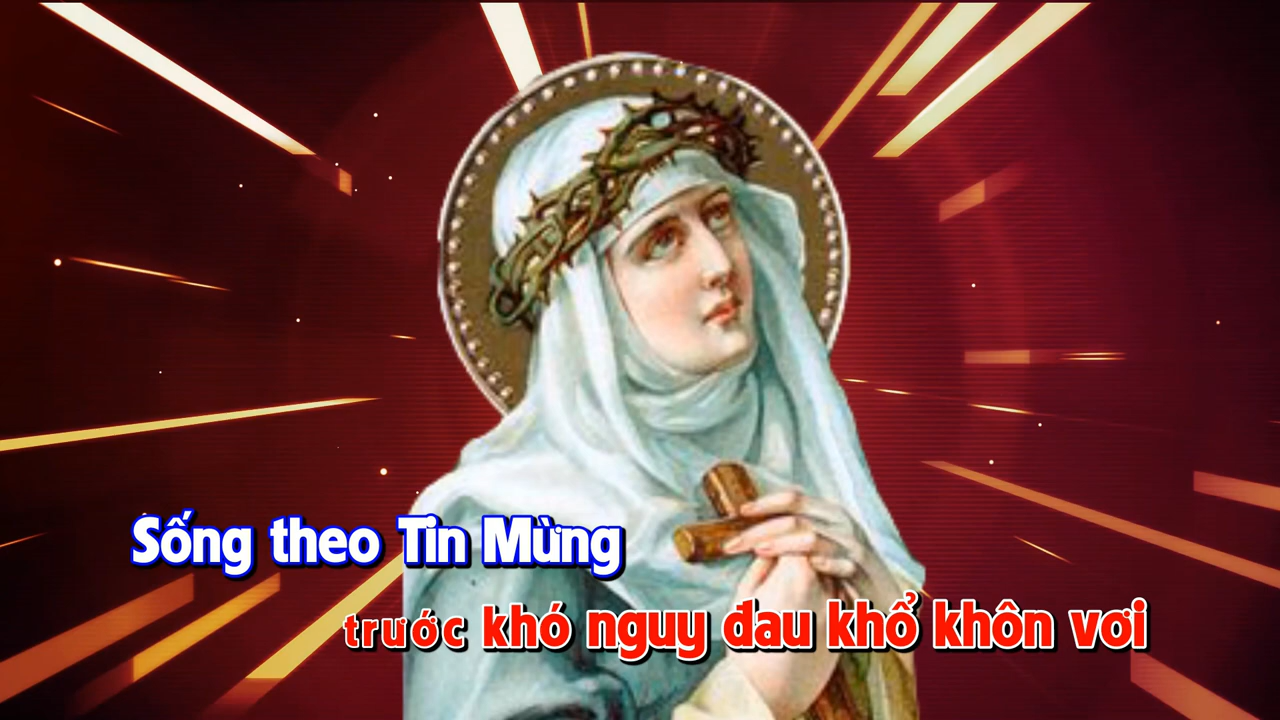 Sống theo Tin Mừng
trước khó nguy đau khổ khôn vơi